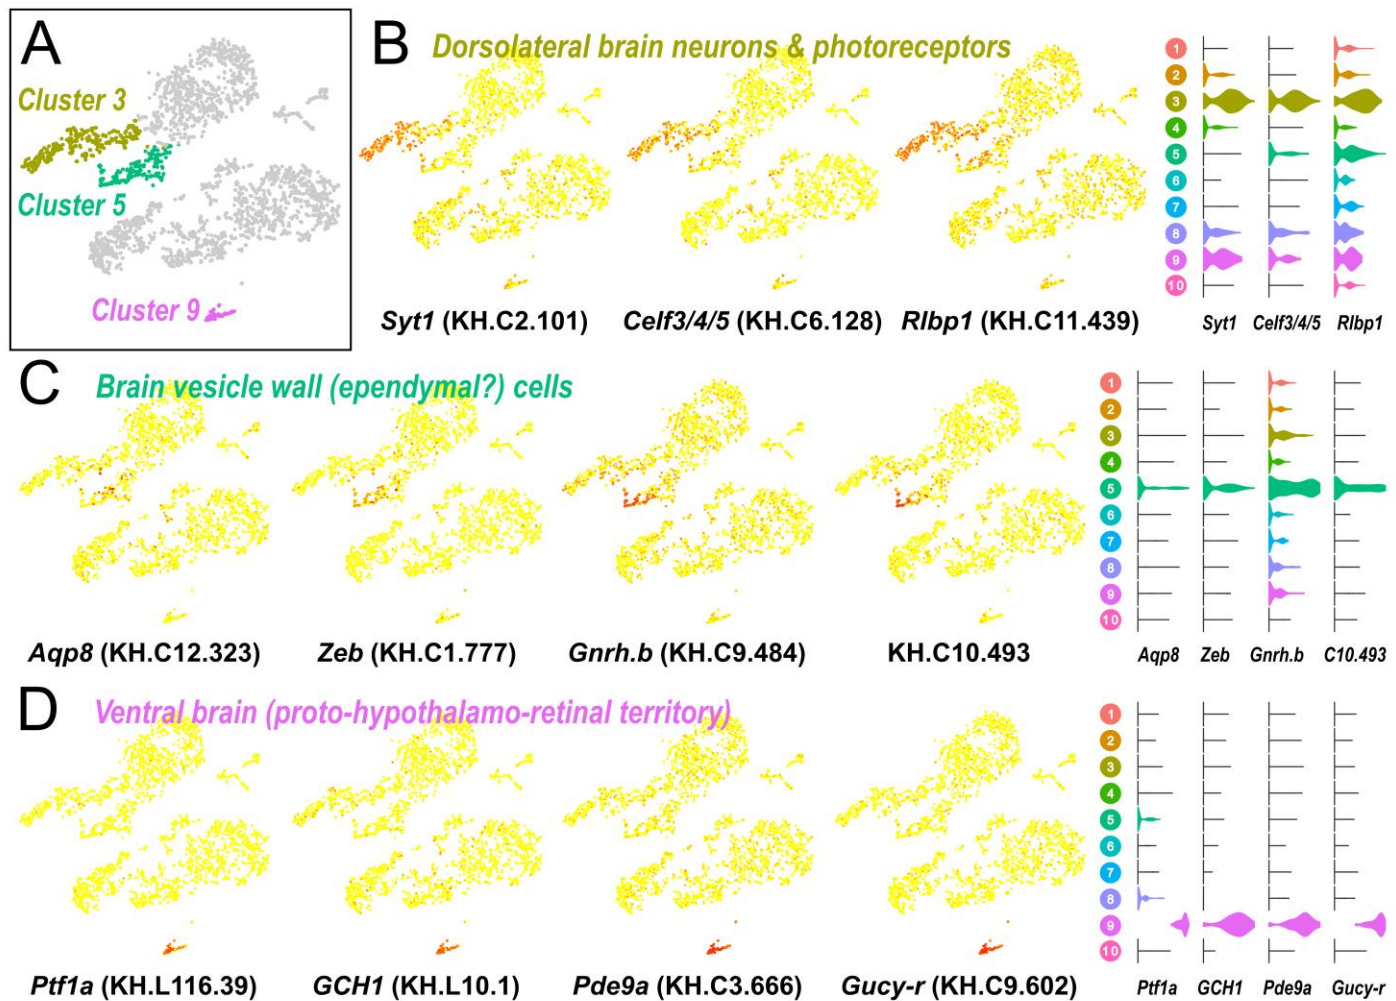 A
Cluster 3
Cluster 5
Cluster 9
B Dorsolateral brain neurons & photoreceptors
Syt1 (KH.C2.101) Celf3/4/5 (KH.C6.128) Rlbp1 (KH.C11.439)
1
2
3
4
5
6
7
8
9
10
Syt1 Celf3/4/5 Rlbp1
C Brain vesicle wall (ependymal?) cells
Aqp8 (KH.C12.323) Zeb (KH.C1.777) Gnrh.b (KH.C9.484) KH.C10.493
1
2
3
4
5
6
7
8
9
10
Aqp8 Zeb Gnrh.b C10.493
D Ventral brain (proto-hypothalamo-retinal territory)
Ptf1a (KH.L116.39) GCH1 (KH.L10.1) Pde9a (KH.C3.666) Gucy-r (KH.C9.602)
1
2
3
4
5
6
7
8
9
10
Ptf1a GCH1 Pde9a Gucy-r